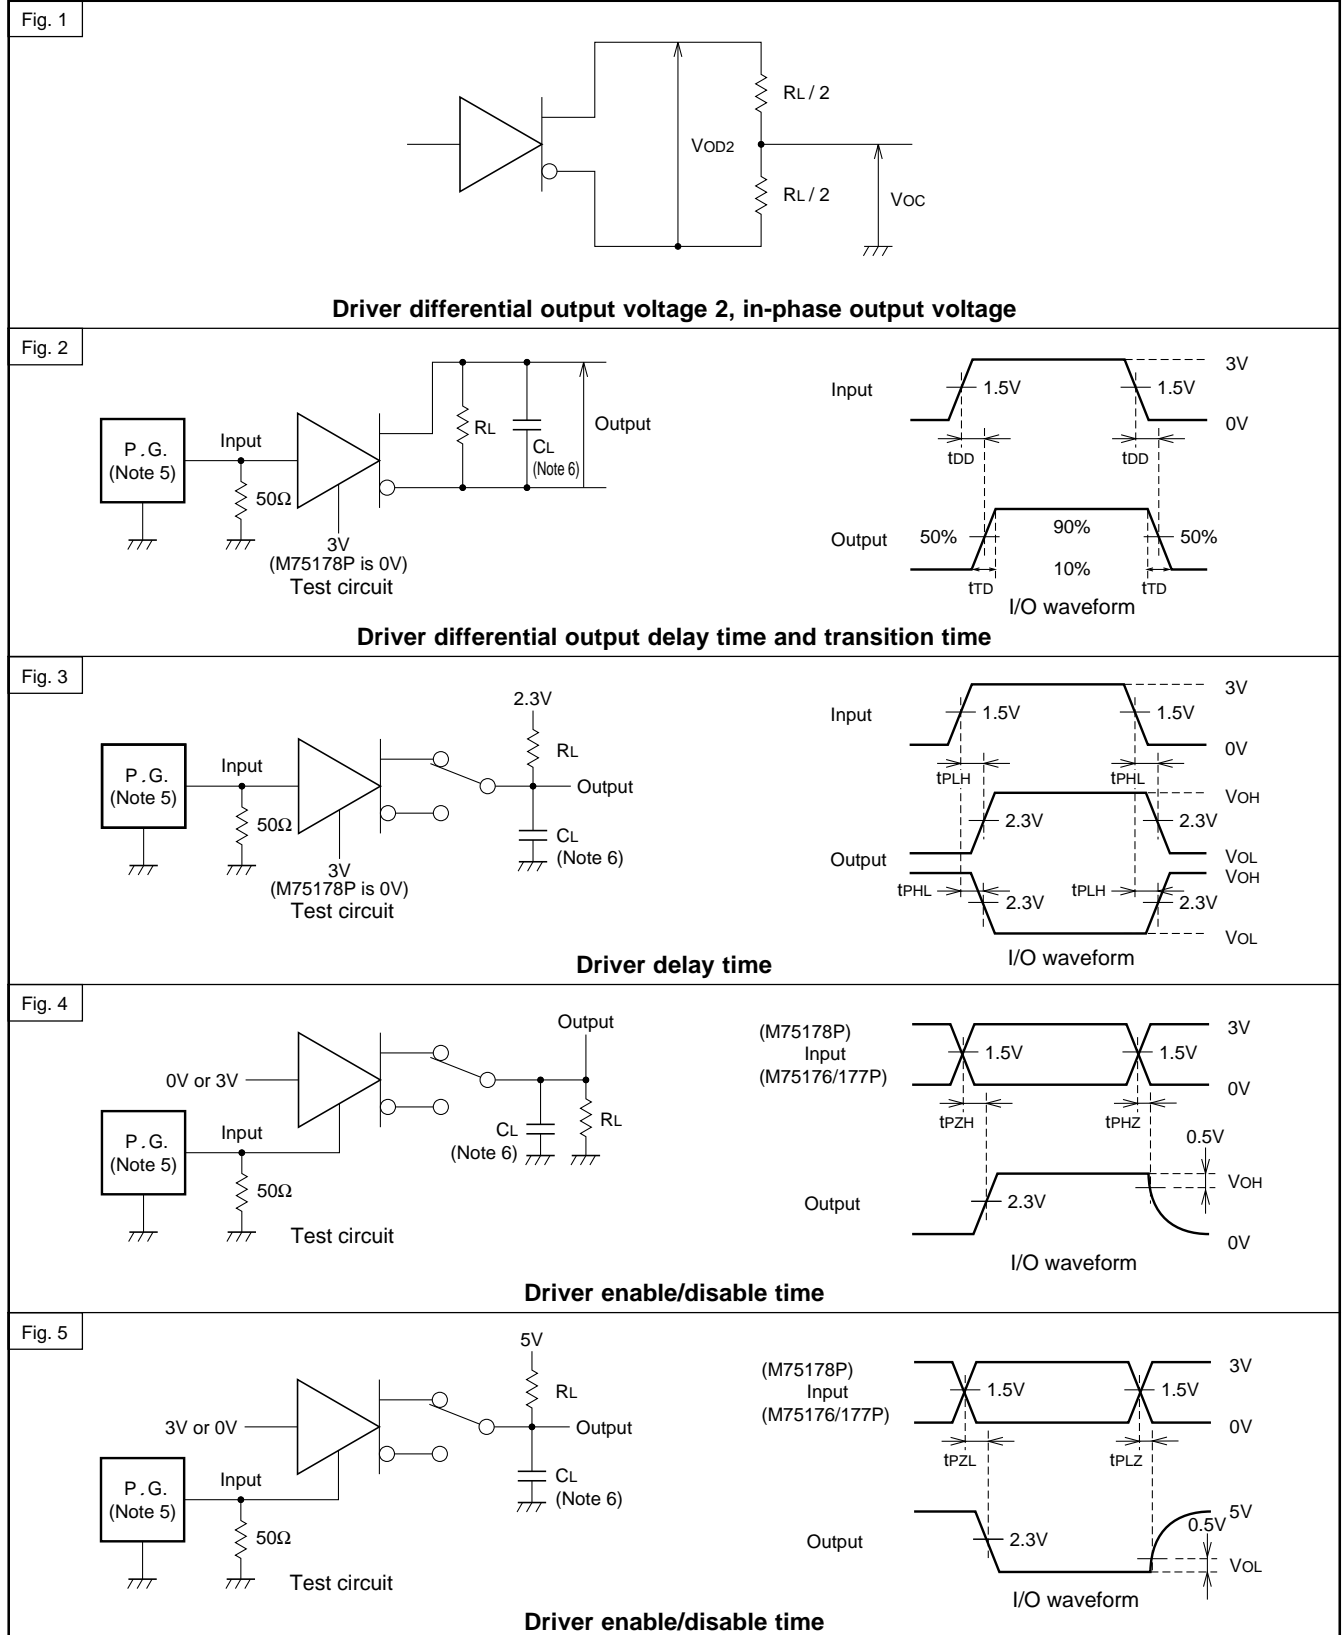 Fig. 1
RL / 2
VOD2
RL / 2
VOC
Driver differential output voltage 2, in-phase output voltage
Fig. 2
P. G.
(Note 5)
Input
50Ω
3V
(M75178P is 0V)
Test circuit
RL
CL
(Note 6)
Output
Input
1.5V
1.5V
3V
0V
tDD
tDD
Output
50%
90%
50%
10%
tTD
tTD
I/O waveform
Driver differential output delay time and transition time
Fig. 3
P. G.
(Note 5)
Input
50Ω
3V
(M75178P is 0V)
Test circuit
2.3V
RL
Output
CL
(Note 6)
Input
1.5V
1.5V
3V
0V
tPLH
tPHL
VOH
2.3V
2.3V
Output
VOL
VOH
tPHL
tPLH
2.3V
2.3V
VOL
I/O waveform
Driver delay time
Fig. 4
0V or 3V
P. G.
(Note 5)
Input
50Ω
Test circuit
Output
CL
(Note 6)
RL
(M75178P)
Input
(M75176/177P)
1.5V
1.5V
3V
0V
tPZH
tPHZ
0.5V
VOH
Output
2.3V
0V
I/O waveform
Driver enable/disable time
Fig. 5
3V or 0V
P. G.
(Note 5)
Input
50Ω
Test circuit
5V
RL
Output
CL
(Note 6)
(M75178P)
Input
(M75176/177P)
1.5V
1.5V
3V
0V
tPZL
tPLZ
5V
0.5V
Output
2.3V
VOL
I/O waveform
Driver enable/disable time